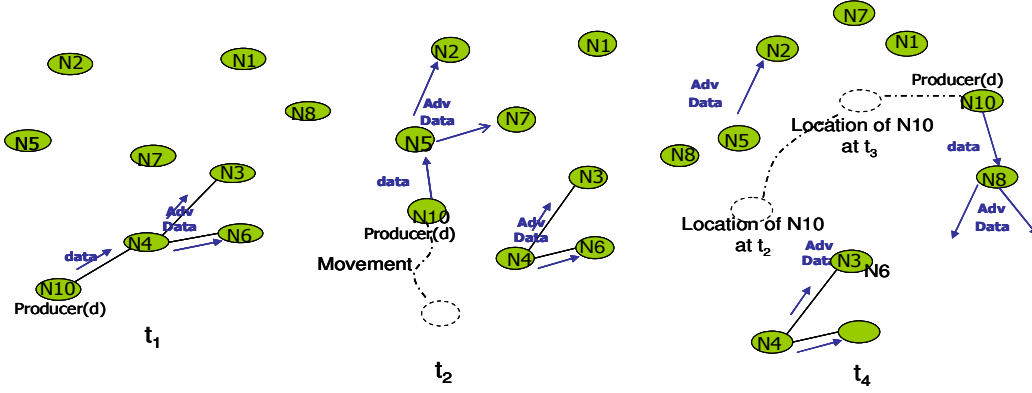 N2
N1
N8
N5
N7
N3
Adv
Data
N6
data
N4
N10
Producer(d)
t1
N2
N1
Adv
Data
N7
N5
data
N3
N10
Producer(d)
Adv
Data
N6
N4
Movement
t2
N7
N2
N1
Adv
Data
Producer(d)
N10
Location of N10
at t3
N5
N8
data
N8
Adv
Data
Location of N10
at t2
Adv
Data
N3
N6
N4
t4